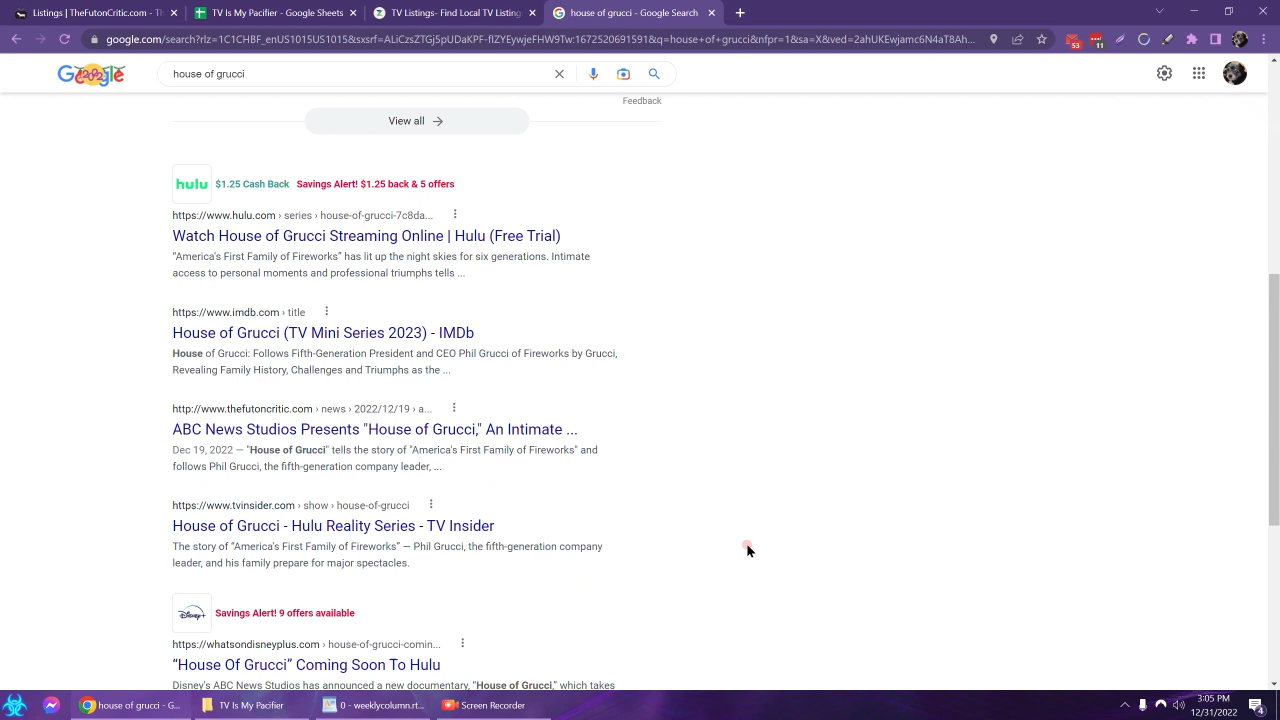 Listings | TheFutonCritic.com
TV Is My Pacifier - Google Sheets
TV Listings - Find Local TV Listin
house of grucci - Google Search
google.com/search?rlz=1C1CHBF_enUS1015US1015&sxsrf=ALiCzsZTGj5pUDaKPF-flZYEywjeFHW9Tw:1672520691591&q=house+of+grucci&nfpr=1&sa=X&ved=2ahUKEwjamc6N4aT8Ah...
53
11
Google
house of grucci
Feedback
View all
hulu $1.25 Cash Back Savings Alert! $1.25 back & 5 offers
https://www.hulu.com › series › house-of-grucci-7c8da...
Watch House of Grucci Streaming Online | Hulu (Free Trial)
“America's First Family of Fireworks” has lit up the night skies for six generations. Intimate
access to personal moments and professional triumphs tells ...
https://www.imdb.com › title
House of Grucci (TV Mini Series 2023) - IMDb
House of Grucci: Follows Fifth-Generation President and CEO Phil Grucci of Fireworks by Grucci,
Revealing Family History, Challenges and Triumphs as the ...
http://www.thefutoncritic.com › news › 2022/12/19 › a...
ABC News Studios Presents "House of Grucci," An Intimate ...
Dec 19, 2022 — "House of Grucci" tells the story of "America's First Family of Fireworks" and
follows Phil Grucci, the fifth-generation company leader, ...
https://www.tvinsider.com › show › house-of-grucci
House of Grucci - Hulu Reality Series - TV Insider
The story of “America's First Family of Fireworks” — Phil Grucci, the fifth-generation company
leader, and his family prepare for major spectacles.
Disney+ Savings Alert! 9 offers available
https://whatsondisneyplus.com › house-of-grucci-comin...
“House Of Grucci” Coming Soon To Hulu
Disney's ABC News Studios has announced a new documentary, “House of Grucci,” which takes
house of grucci - G...
TV Is My Pacifier
0 - weeklycolumn.rt...
Screen Recorder
3:05 PM
12/31/2022
4